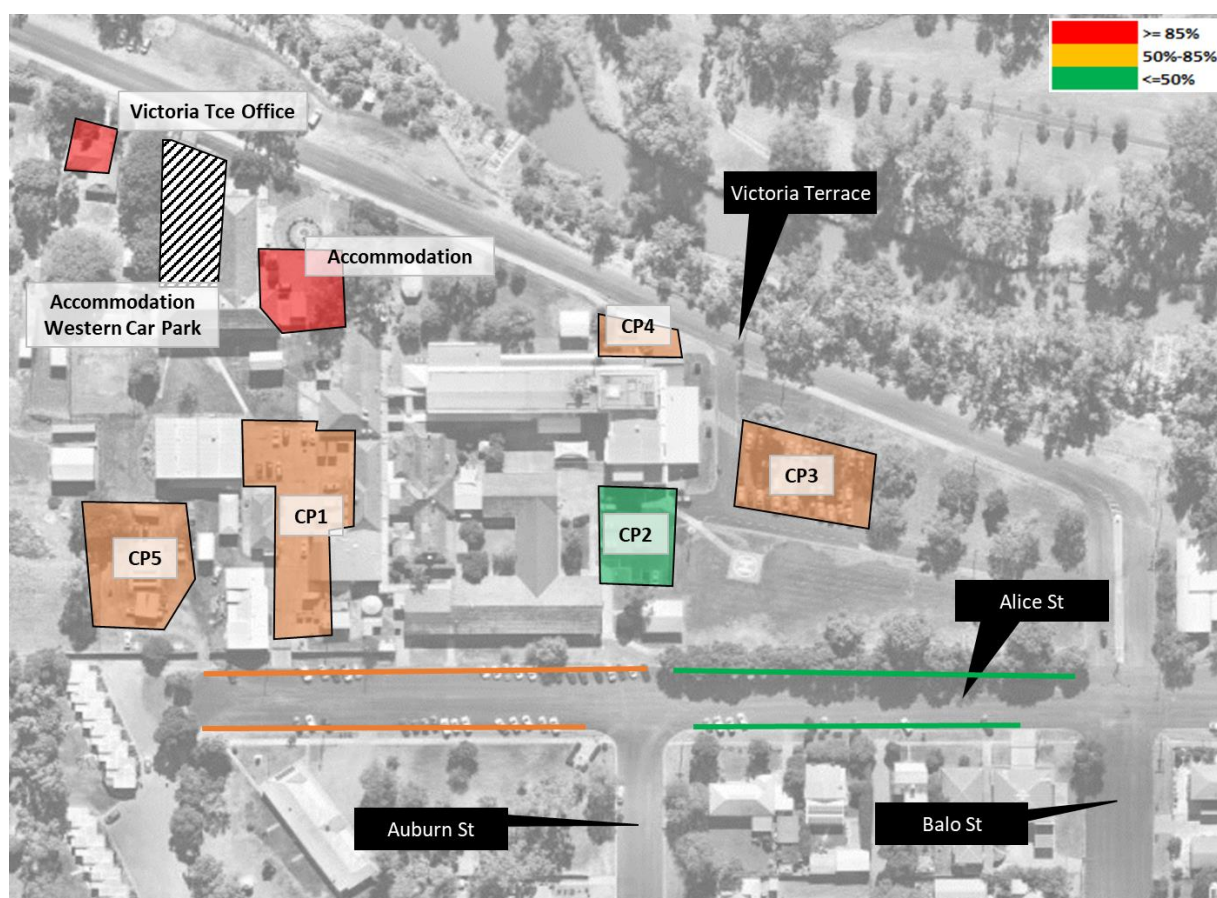 >= 85%
50%-85%
<=50%
Victoria Tce Office
Victoria Terrace
Accommodation
Accommodation
Western Car Park
CP4
CP3
CP1
CP2
CP5
Alice St
Auburn St
Balo St